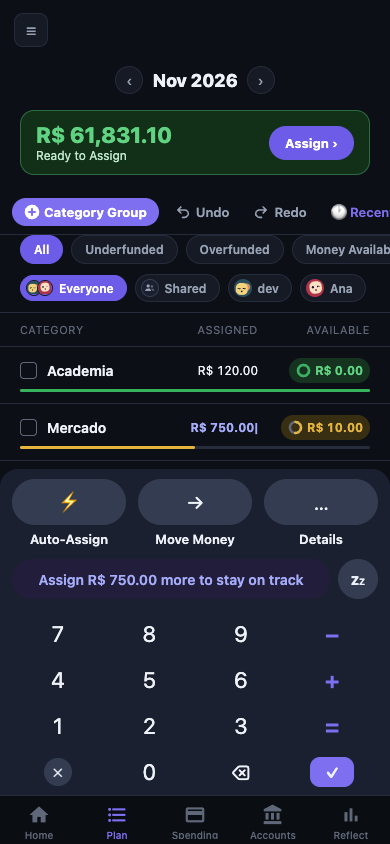 Nov 2026
R$ 61,831.10
Ready to Assign
Assign ›
Category Group
Undo
Redo
Recen
All
Underfunded
Overfunded
Money Availab
Everyone
Shared
dev
Ana
CATEGORY
ASSIGNED
AVAILABLE
Academia
R$ 120.00
R$ 0.00
Mercado
R$ 750.00
R$ 10.00
Auto-Assign
Move Money
...
Details
Assign R$ 750.00 more to stay on track
Zz
7 8 9 −
4 5 6 +
1 2 3 =
0
Home
Plan
Spending
Accounts
Reflect